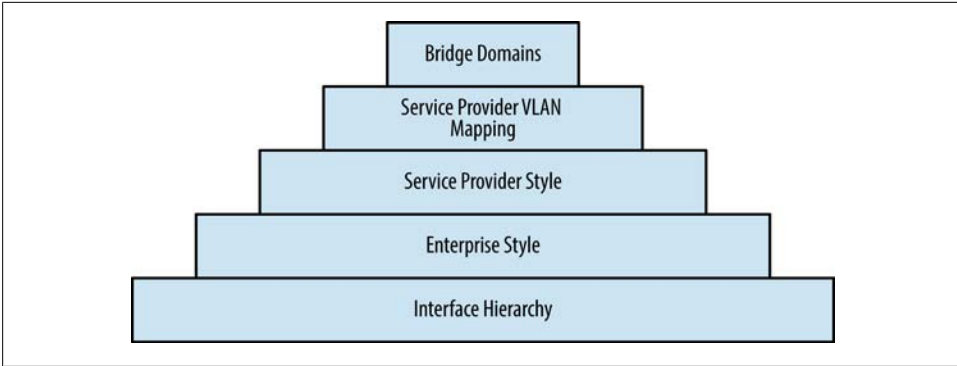 Bridge Domains
Service Provider VLAN
Mapping
Service Provider Style
Enterprise Style
Interface Hierarchy